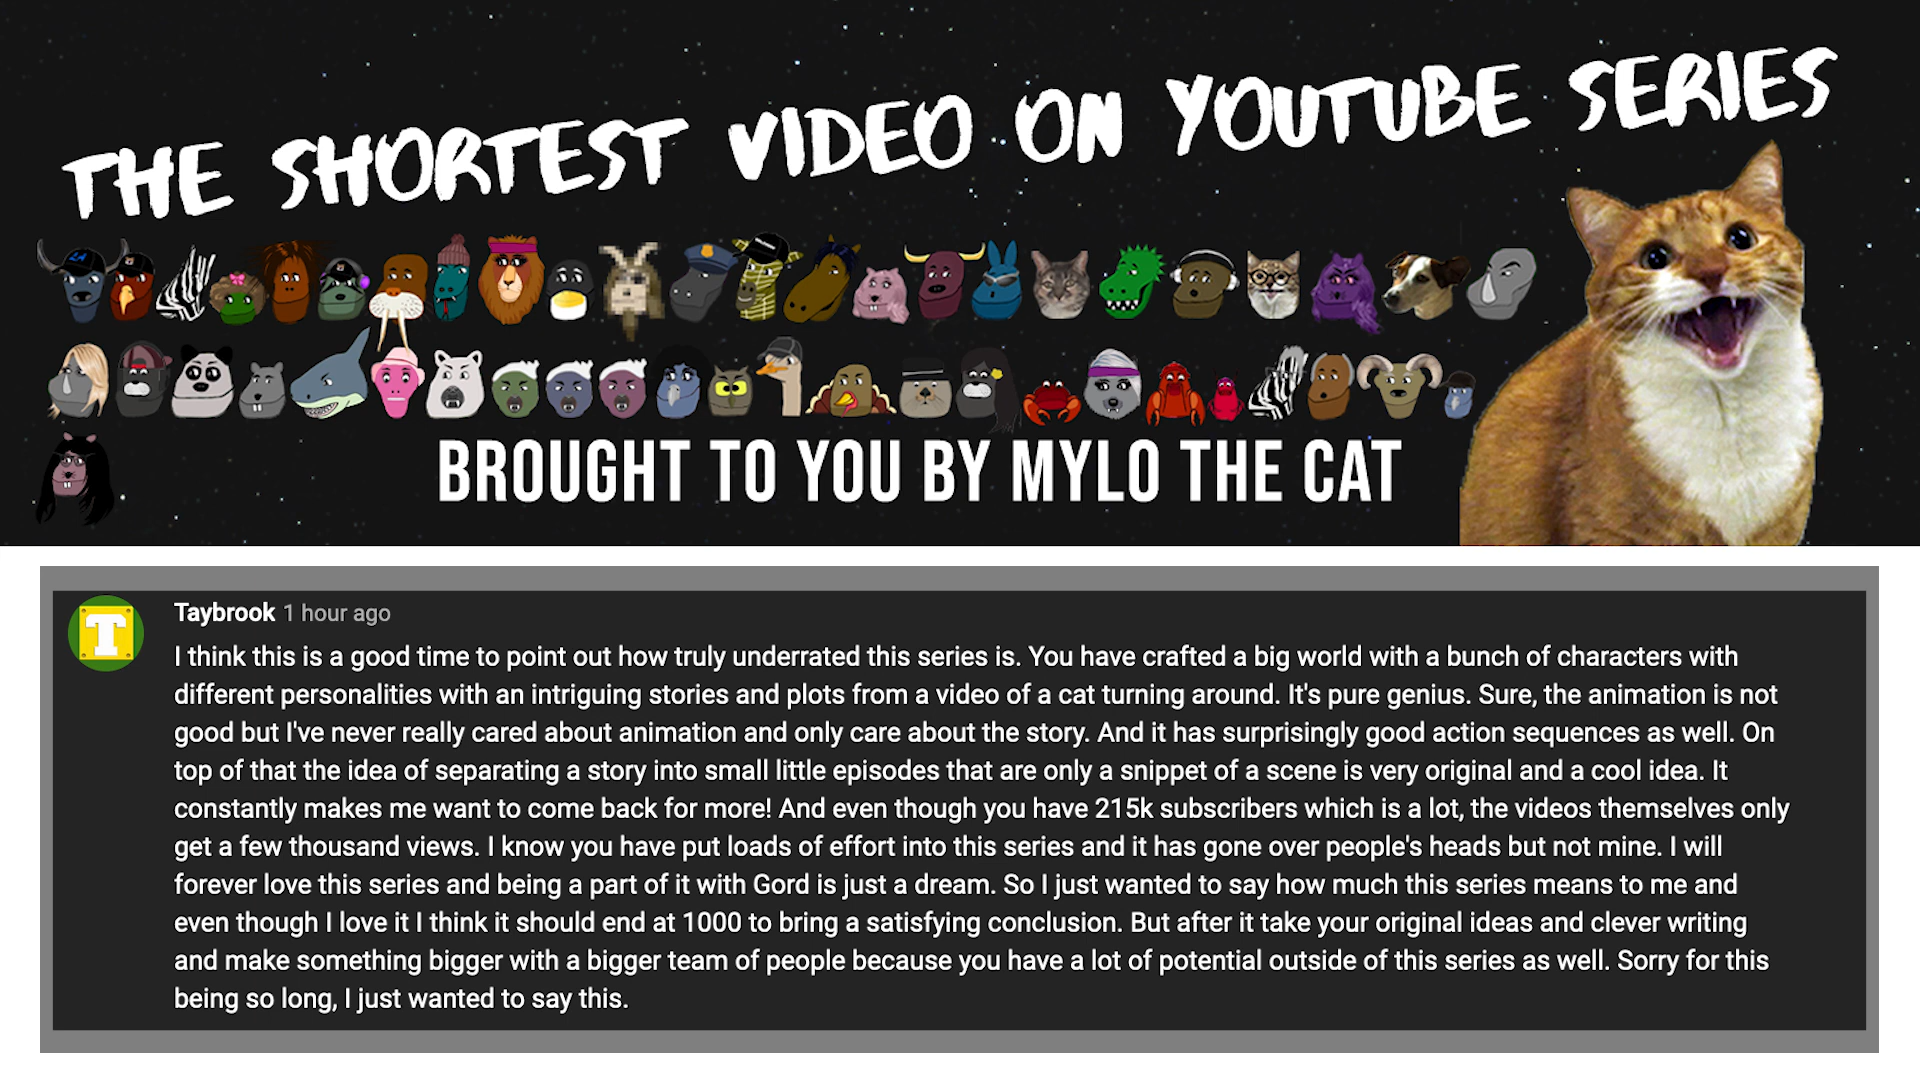 THE SHORTEST VIDEO ON YOUTUBE SERIES
BROUGHT TO YOU BY MYLO THE CAT
T
Taybrook 1 hour ago
I think this is a good time to point out how truly underrated this series is. You have crafted a big world with a bunch of characters with
different personalities with an intriguing stories and plots from a video of a cat turning around. It's pure genius. Sure, the animation is not
good but I've never really cared about animation and only care about the story. And it has surprisingly good action sequences as well. On
top of that the idea of separating a story into small little episodes that are only a snippet of a scene is very original and a cool idea. It
constantly makes me want to come back for more! And even though you have 215k subscribers which is a lot, the videos themselves only
get a few thousand views. I know you have put loads of effort into this series and it has gone over people's heads but not mine. I will
forever love this series and being a part of it with Gord is just a dream. So I just wanted to say how much this series means to me and
even though I love it I think it should end at 1000 to bring a satisfying conclusion. But after it take your original ideas and clever writing
and make something bigger with a bigger team of people because you have a lot of potential outside of this series as well. Sorry for this
being so long, I just wanted to say this.